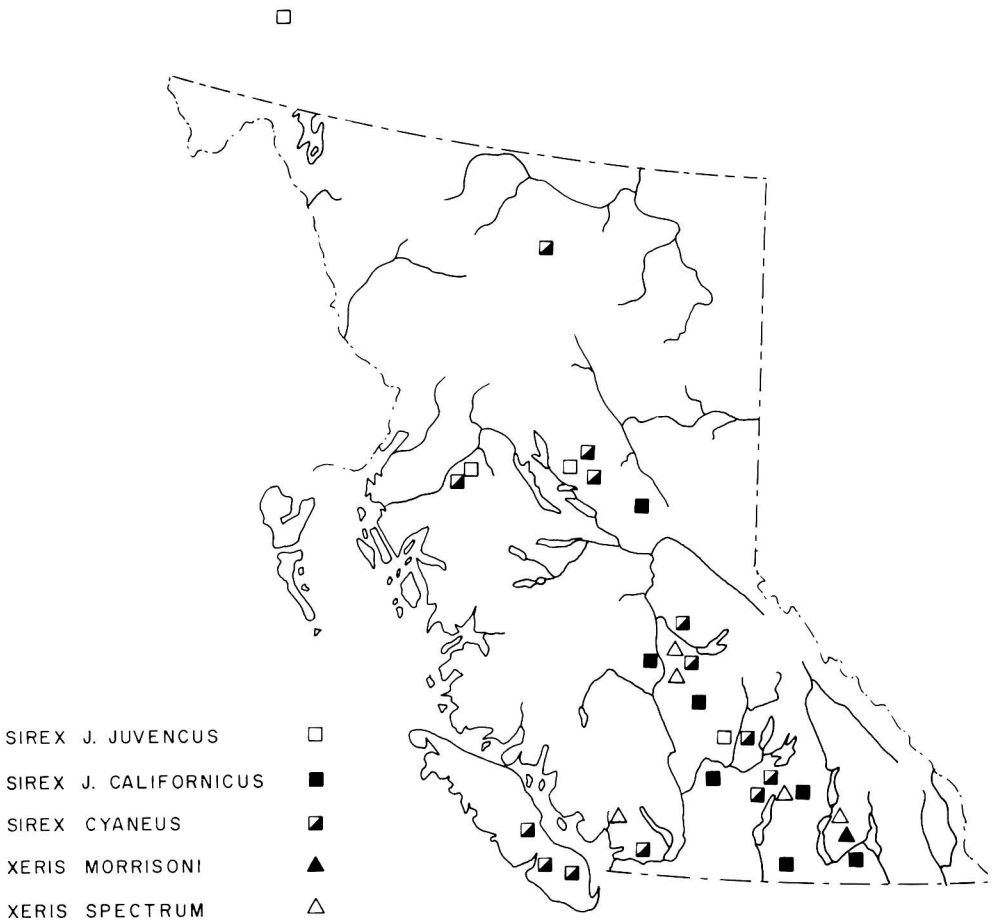 SIREX J. JUVENCUS
SIREX J. CALIFORNICUS
SIREX CYANEUS
XERIS MORRISONI
XERIS SPECTRUM